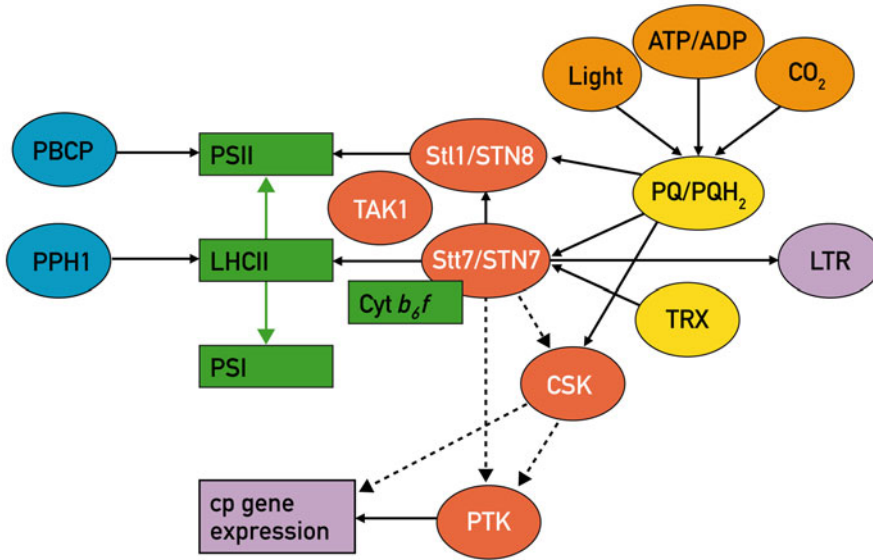 ATP/ADP
Light
CO₂
PBCP
PSII
Stl1/STN8
PQ/PQH₂
TAK1
PPH1
LHCII
Stt7/STN7
LTR
Cyt b₆f
TRX
PSI
CSK
cp gene
expression
PTK